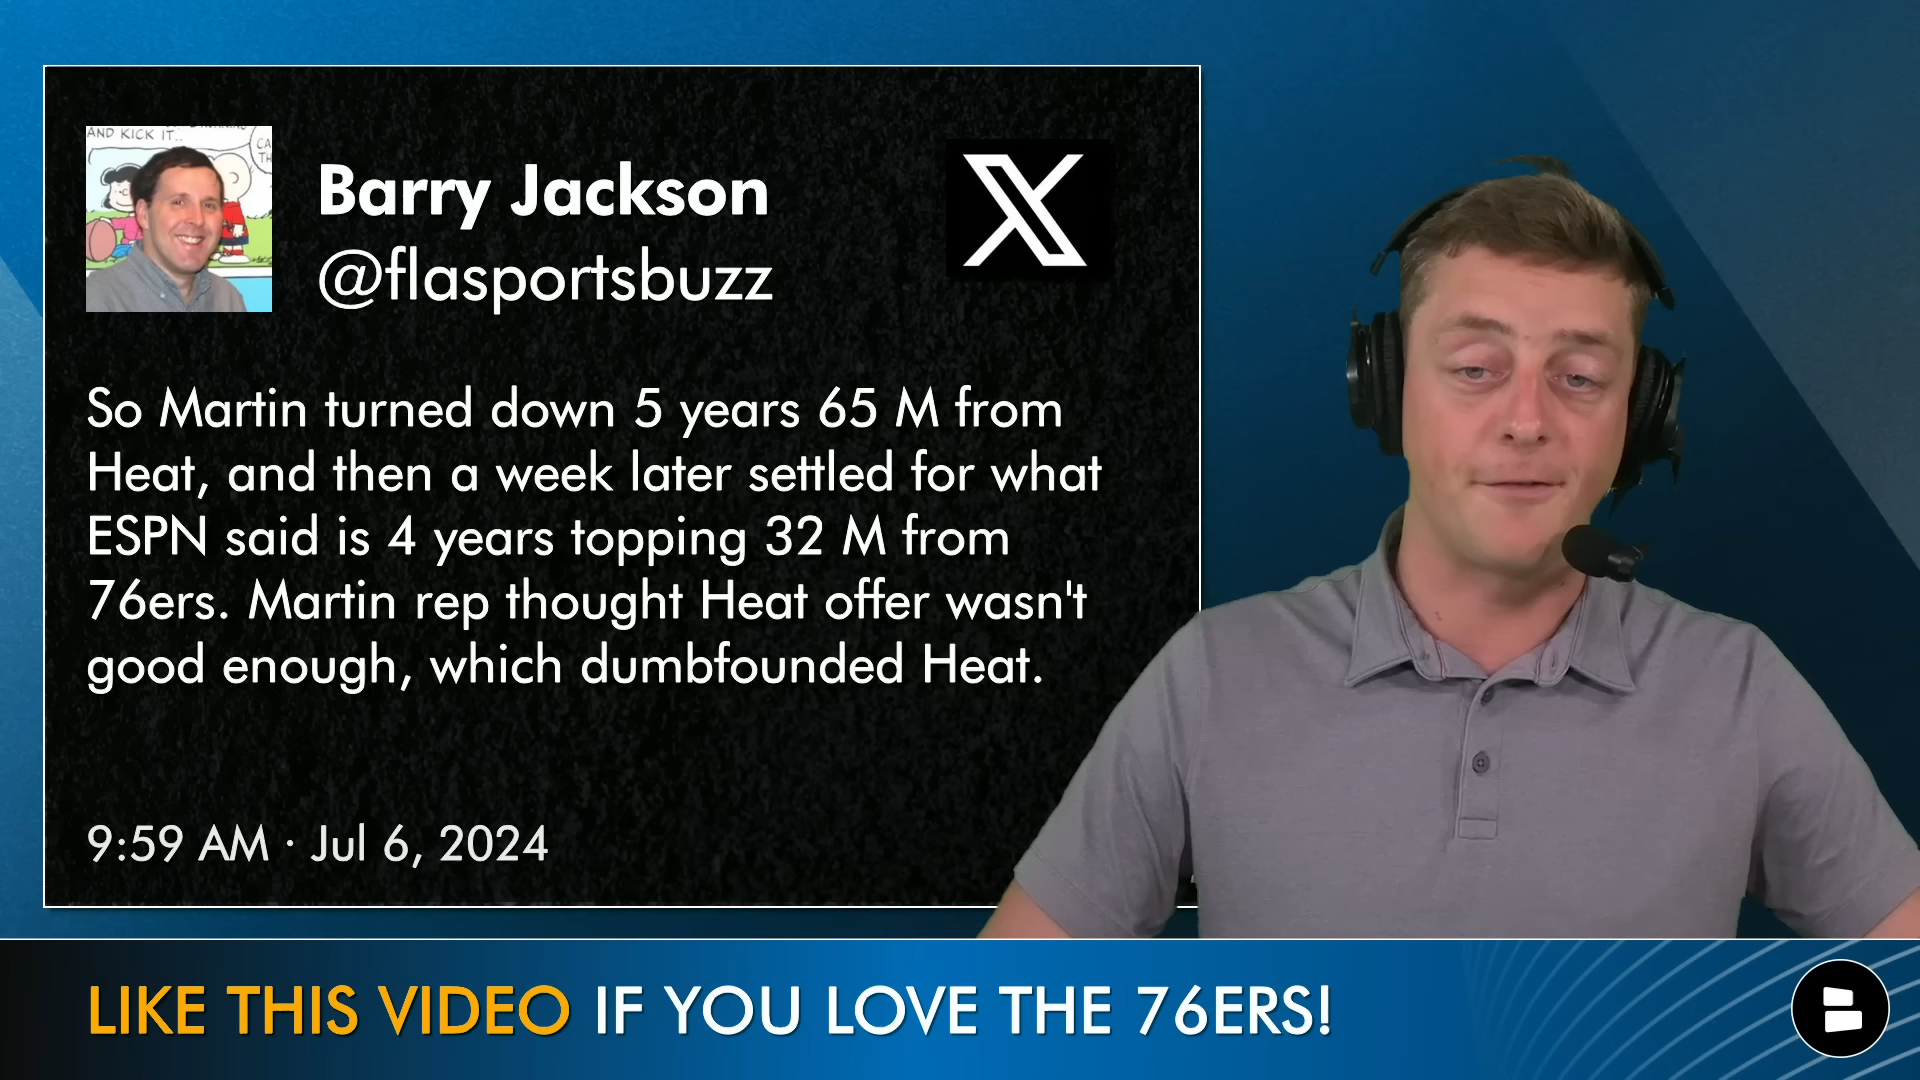 AND KICK IT..
Barry Jackson
@flasportsbuzz
So Martin turned down 5 years 65 M from
Heat, and then a week later settled for what
ESPN said is 4 years topping 32 M from
76ers. Martin rep thought Heat offer wasn't
good enough, which dumbfounded Heat.
9:59 AM · Jul 6, 2024
LIKE THIS VIDEO IF YOU LOVE THE 76ERS!